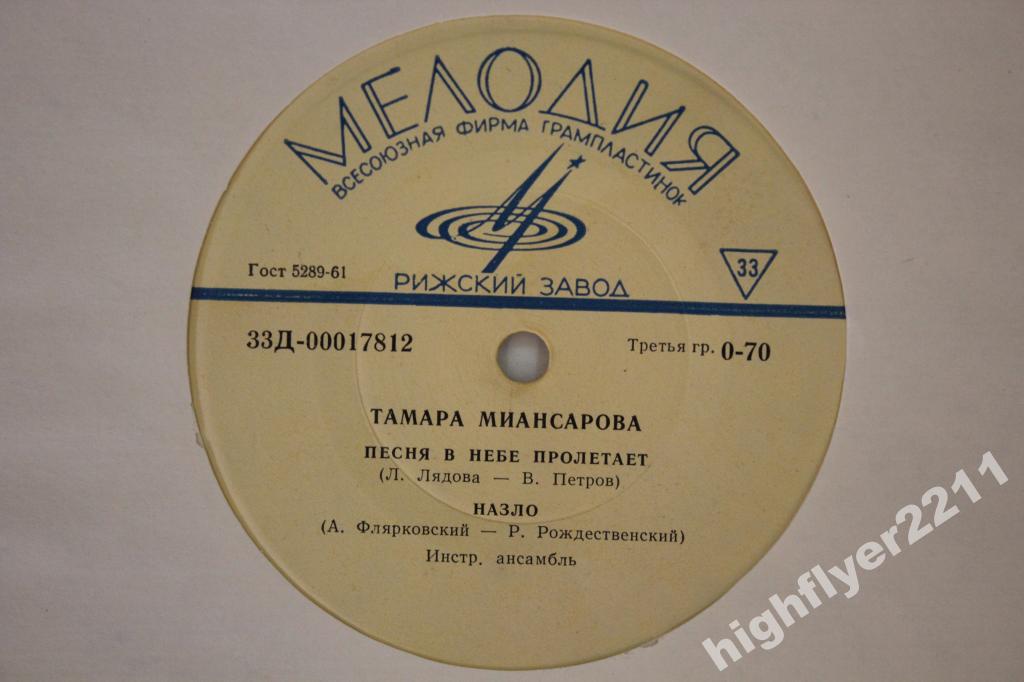 МЕЛОДИЯ
ВСЕСОЮЗНАЯ ФИРМА ГРАМПЛАСТИНОК
Гост 5289-61
РИЖСКИЙ ЗАВОД
33
33Д-00017812
Третья гр. 0-70
ТАМАРА МИАНСАРОВА
ПЕСНЯ В НЕБЕ ПРОЛЕТАЕТ
(Л. Лядова — В. Петров)
НАЗЛО
(А. Флярковский — Р. Рождественский)
Инстр. ансамбль
highflyer2211